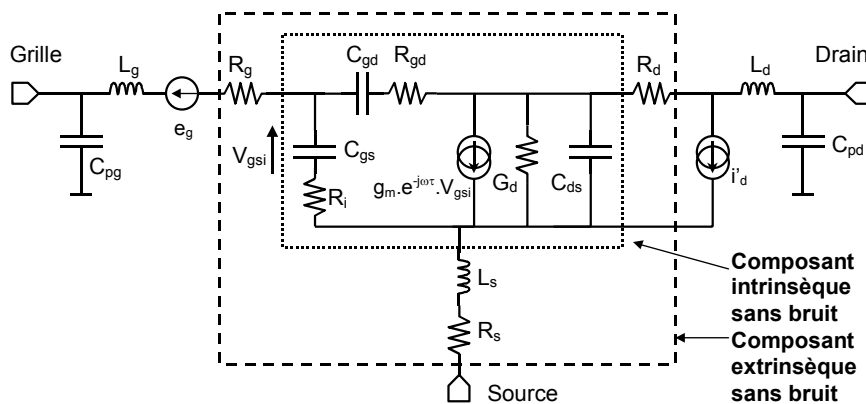 Grille
Drain
L_g
R_g
C_gd
R_gd
R_d
L_d
e_g
C_pg
V_gsi
C_gs
R_i
g_m.e^-jωτ.V_gsi
G_d
C_ds
i'_d
C_pd
L_s
R_s
Source
Composant
intrinsèque
sans bruit
Composant
extrinsèque
sans bruit